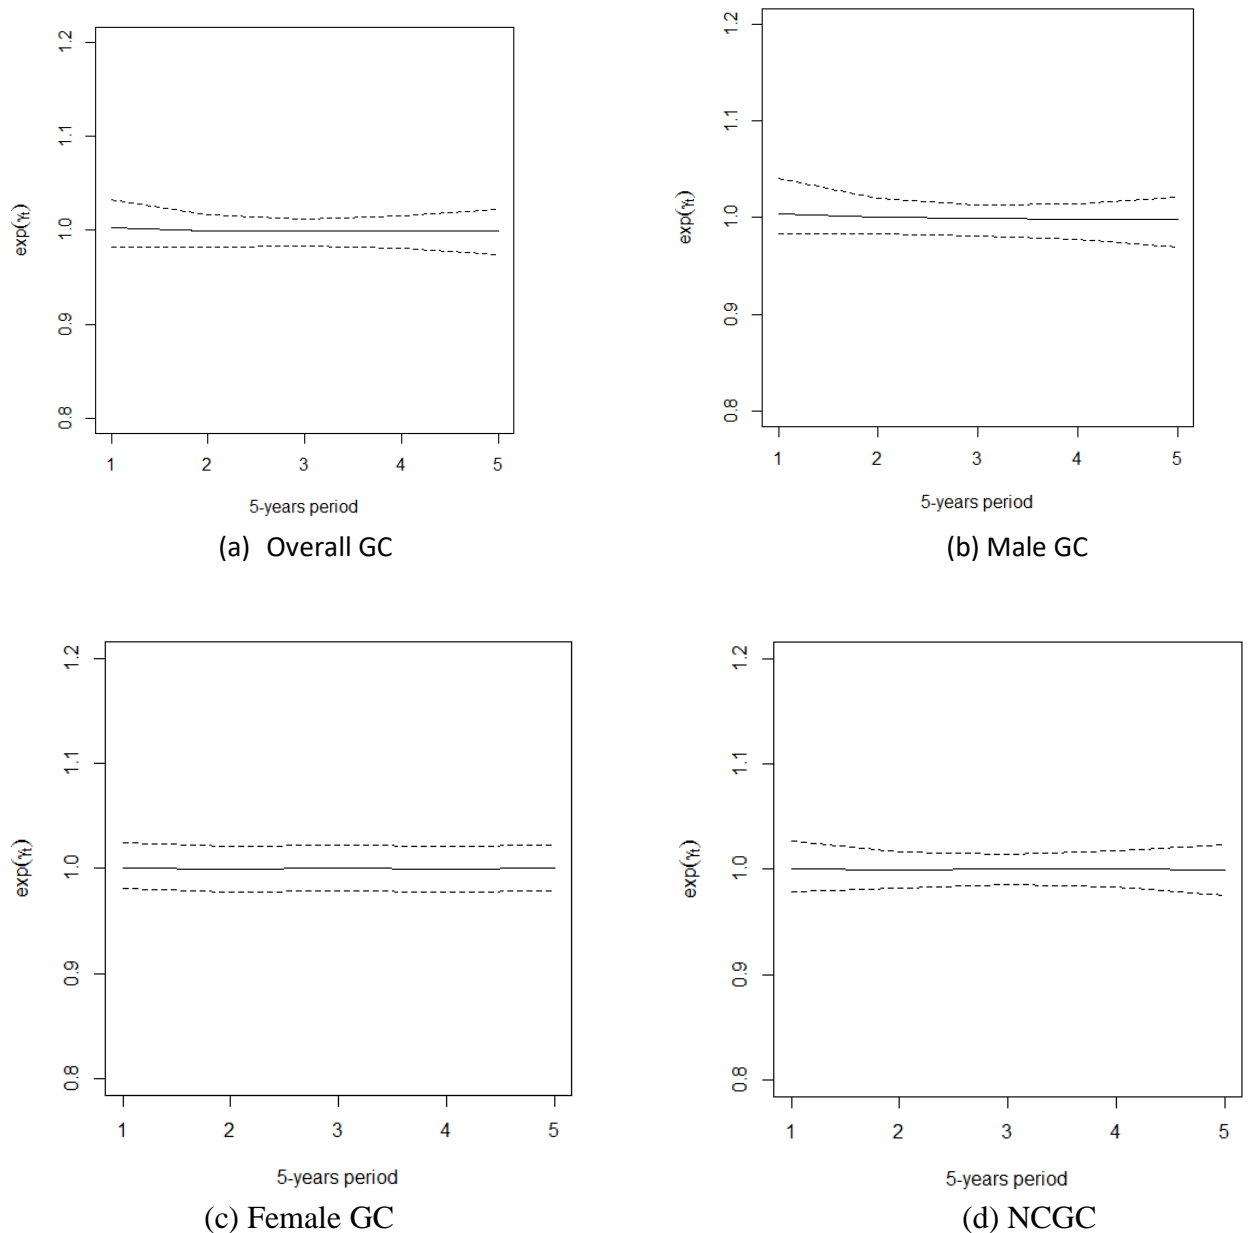 1.2
1.1
1.0
0.9
0.8
exp(γt)
1 2 3 4 5
5-years period
(a) Overall GC
1.2
1.1
1.0
0.9
0.8
exp(γt)
1 2 3 4 5
5-years period
(b) Male GC
1.2
1.1
1.0
0.9
0.8
exp(γt)
1 2 3 4 5
5-years period
(c) Female GC
1.2
1.1
1.0
0.9
0.8
exp(γt)
1 2 3 4 5
5-years period
(d) NCGC